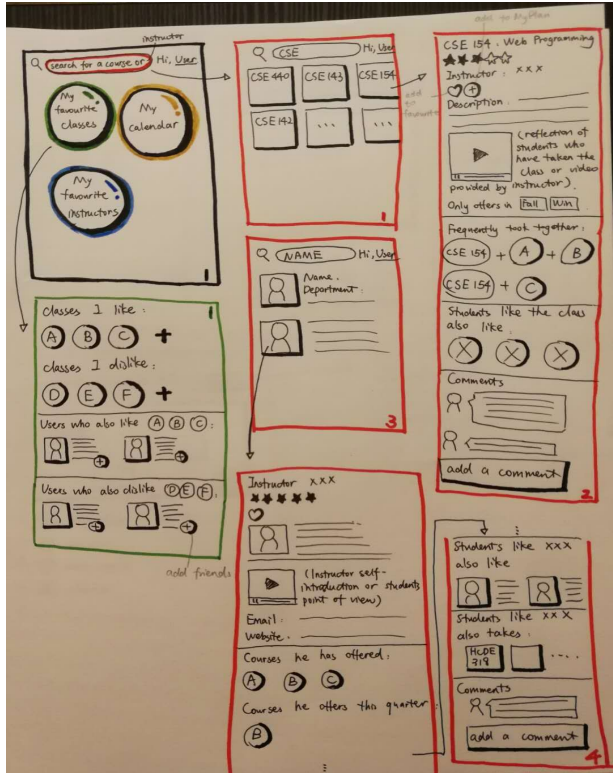 instructor
search for a course or
Hi, User
My
favourite
classes
My
calendar
My
favourite
instructors
1
Classes I like:
1
A B C +
Classes I dislike:
D E F +
Users who also like A B C:
Users who also dislike D E F.
add friends
CSE
Hi, User
CSE 440
CSE 143
CSE 154
CSE 142
...
...
1
NAME
Hi, User
Name.
Department.
3
add to MyPlan
CSE 154. Web Programming
Instructor: xxx
add
to
favourite
Description:
(reflection of
students who
have taken the
class or video
provided by instructor).
Only offers in Fall Win
Frequently took together:
CSE 154 + A + B
CSE 154 + C
Students like the class
also like:
X X X
Comments
add a comment
2
Instructor xxx
(Instructor self-
introduction or students
point of view)
Email:
Website.
Courses he has offered:
A B C
Courses he offers this quarter:
B
Students like xxx
also like
Students like xxx
also takes:
HCDE
318
....
Comments
add a comment
4